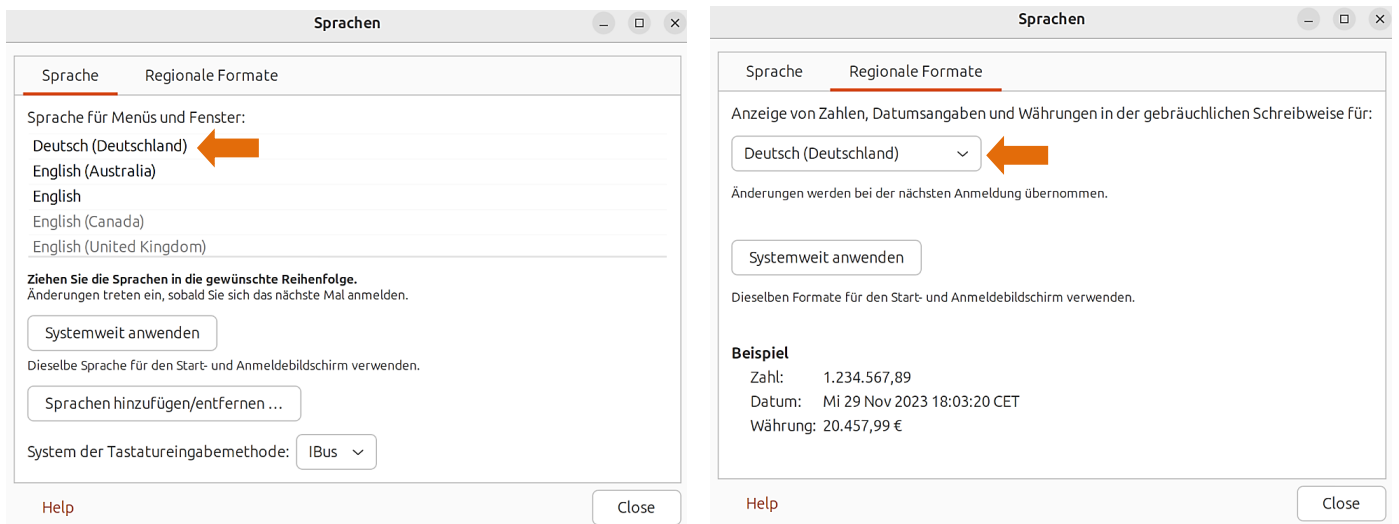 Sprachen
Sprache Regionale Formate
Sprache für Menüs und Fenster:
Deutsch (Deutschland)
English (Australia)
English
English (Canada)
English (United Kingdom)
Ziehen Sie die Sprachen in die gewünschte Reihenfolge.
Änderungen treten ein, sobald Sie sich das nächste Mal anmelden.
Systemweit anwenden
Dieselbe Sprache für den Start- und Anmeldebildschirm verwenden.
Sprachen hinzufügen/entfernen ...
System der Tastatureingabemethode: IBus
Help Close
Sprachen
Sprache Regionale Formate
Anzeige von Zahlen, Datumsangaben und Währungen in der gebräuchlichen Schreibweise für:
Deutsch (Deutschland)
Änderungen werden bei der nächsten Anmeldung übernommen.
Systemweit anwenden
Dieselben Formate für den Start- und Anmeldebildschirm verwenden.
Beispiel
Zahl: 1.234.567,89
Datum: Mi 29 Nov 2023 18:03:20 CET
Währung: 20.457,99 €
Help Close